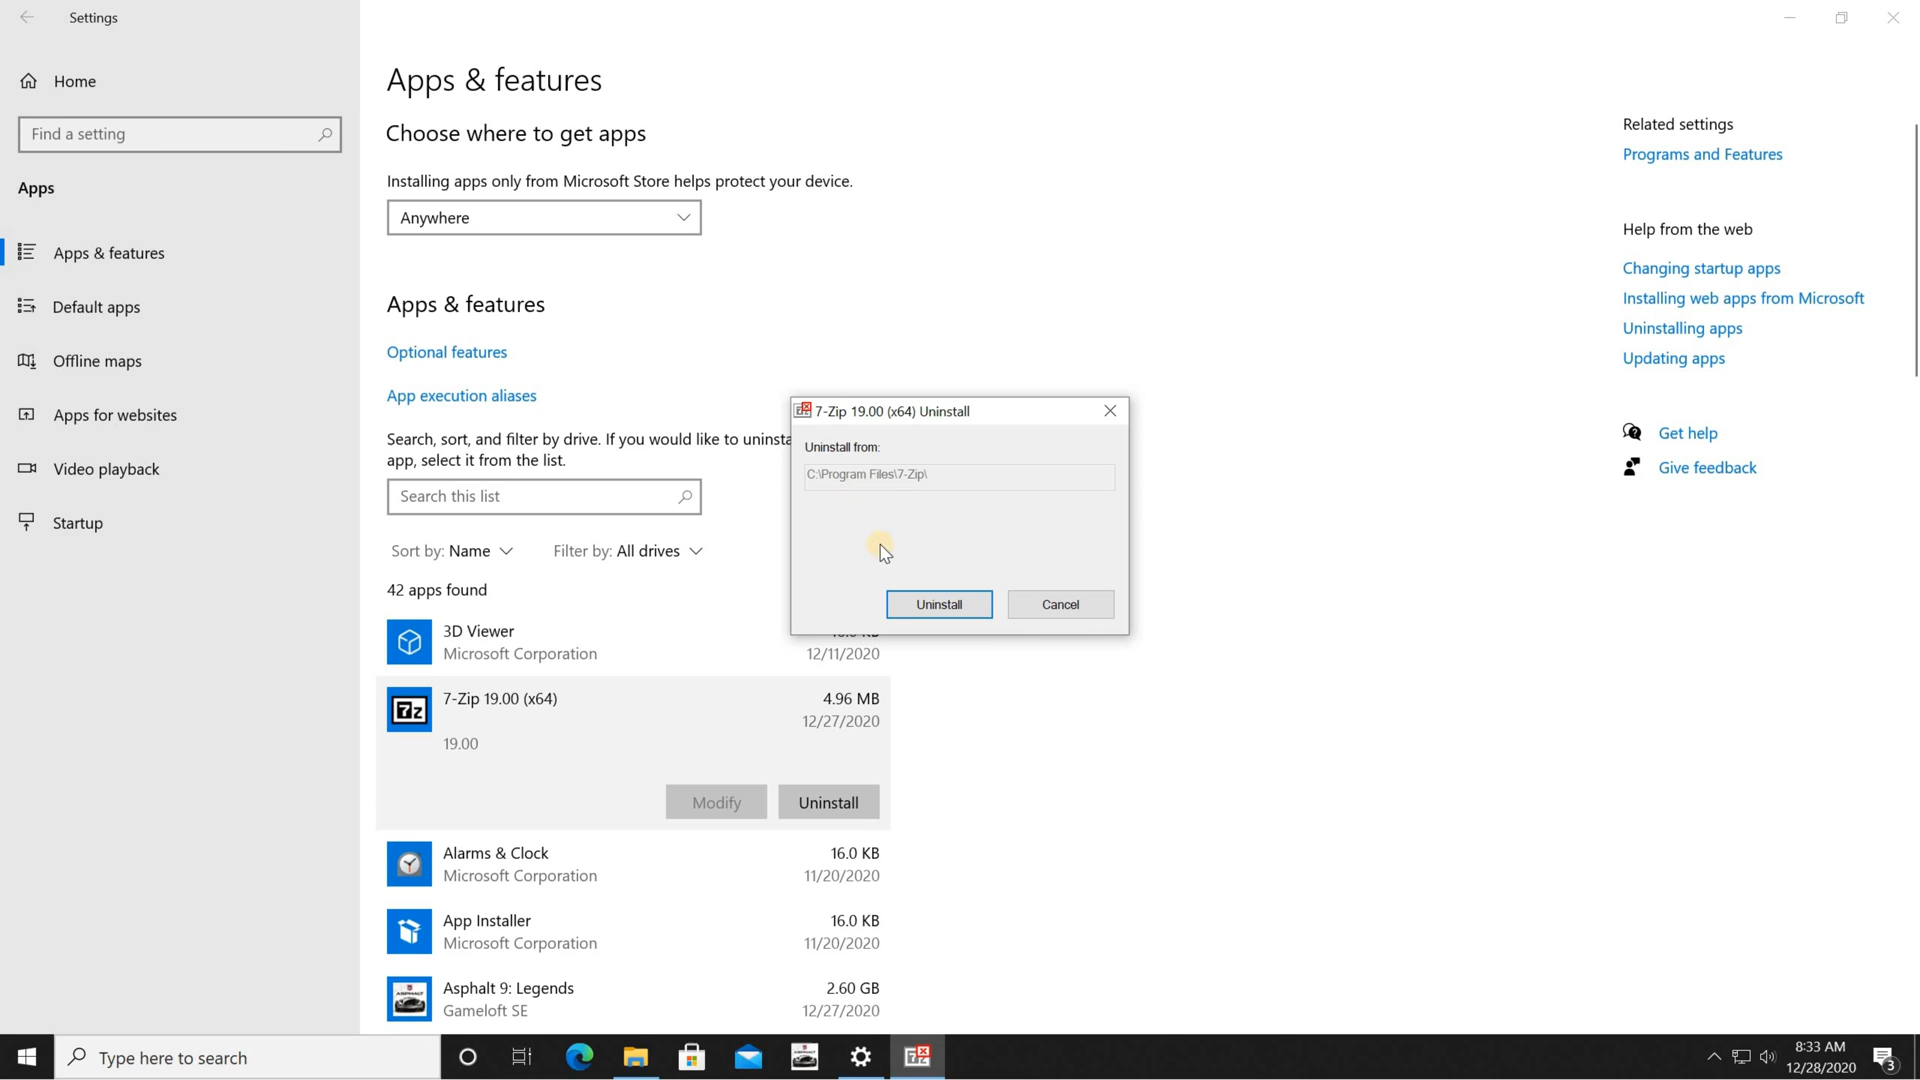 Settings
Home
Find a setting
Apps
Apps & features
Default apps
Offline maps
Apps for websites
Video playback
Startup
Apps & features
Choose where to get apps
Installing apps only from Microsoft Store helps protect your device.
Anywhere
Apps & features
Optional features
App execution aliases
Search, sort, and filter by drive. If you would like to uninsta
app, select it from the list.
Search this list
Sort by: Name
Filter by: All drives
42 apps found
3D Viewer
Microsoft Corporation
12/11/2020
7-Zip 19.00 (x64)
4.96 MB
12/27/2020
19.00
Modify
Uninstall
Alarms & Clock
16.0 KB
Microsoft Corporation
11/20/2020
App Installer
16.0 KB
Microsoft Corporation
11/20/2020
Asphalt 9: Legends
2.60 GB
Gameloft SE
12/27/2020
7-Zip 19.00 (x64) Uninstall
Uninstall from:
C:\Program Files\7-Zip\
Uninstall
Cancel
Related settings
Programs and Features
Help from the web
Changing startup apps
Installing web apps from Microsoft
Uninstalling apps
Updating apps
Get help
Give feedback
Type here to search
8:33 AM
12/28/2020
3